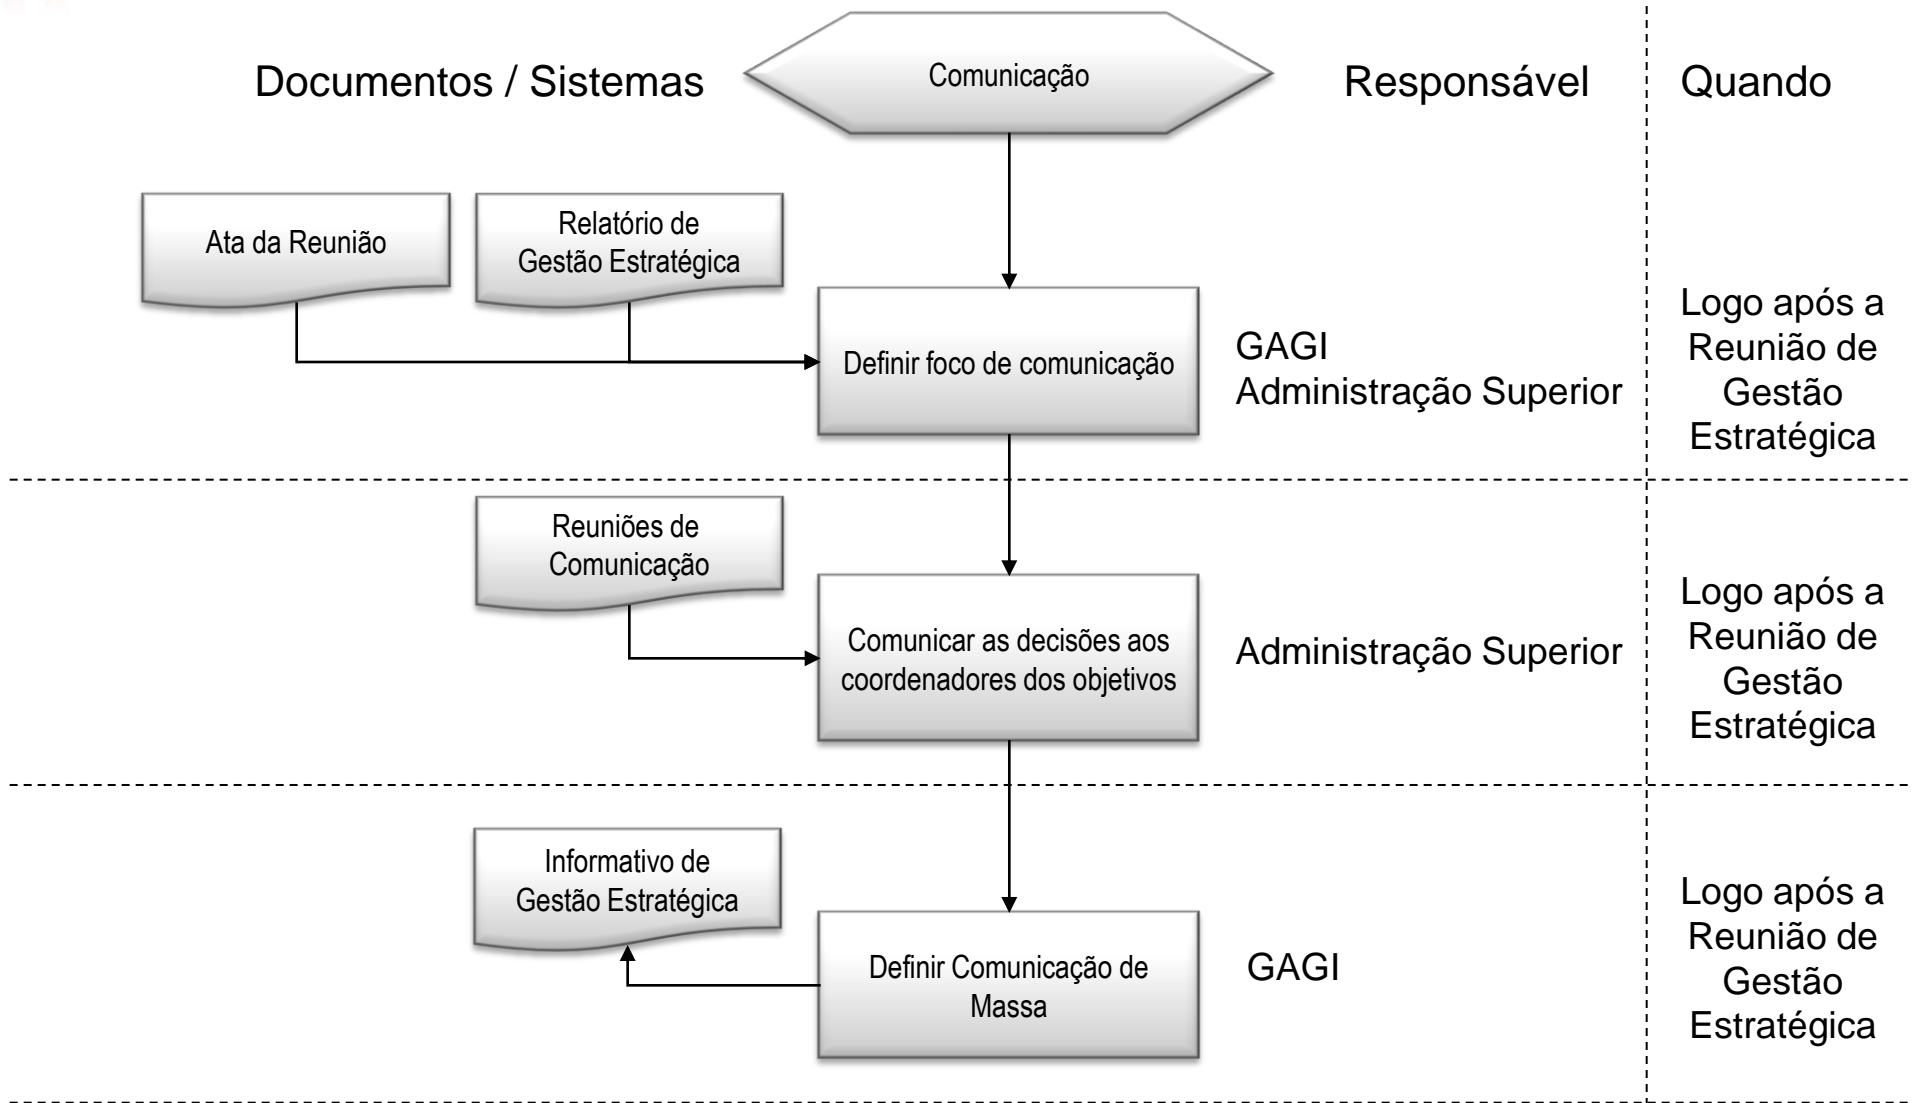 Documentos / Sistemas
Comunicação
Responsável
Quando
Ata da Reunião
Relatório de
Gestão Estratégica
Definir foco de comunicação
GAGI
Administração Superior
Logo após a
Reunião de
Gestão
Estratégica
Reuniões de
Comunicação
Comunicar as decisões aos
coordenadores dos objetivos
Administração Superior
Logo após a
Reunião de
Gestão
Estratégica
Informativo de
Gestão Estratégica
Definir Comunicação de
Massa
GAGI
Logo após a
Reunião de
Gestão
Estratégica